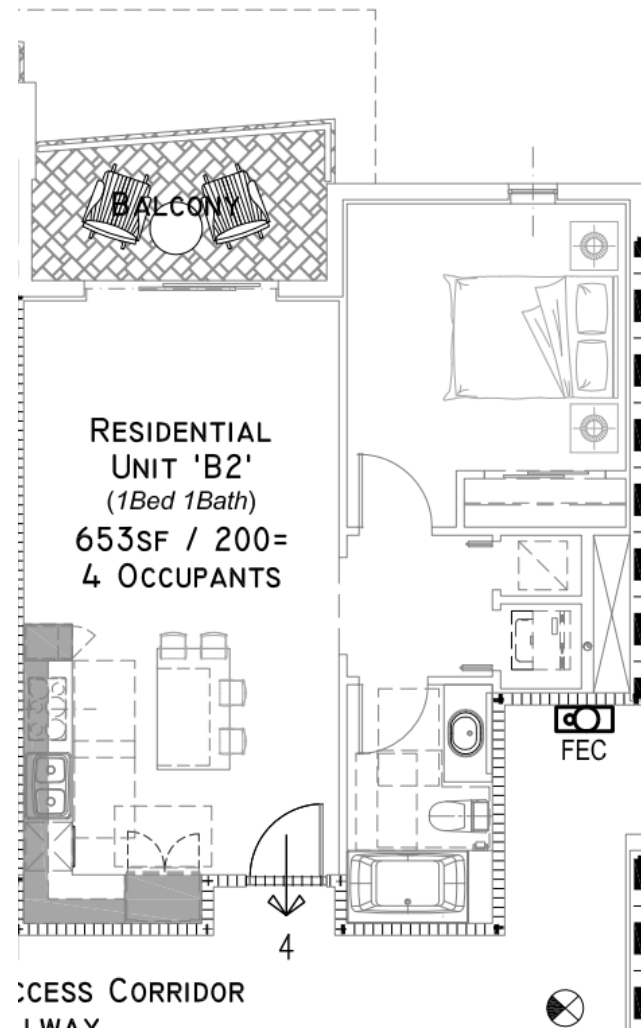 BALCONY
RESIDENTIAL
UNIT 'B2'
(1Bed 1Bath)
653SF / 200=
4 OCCUPANTS
FEC
4
CCESS CORRIDOR